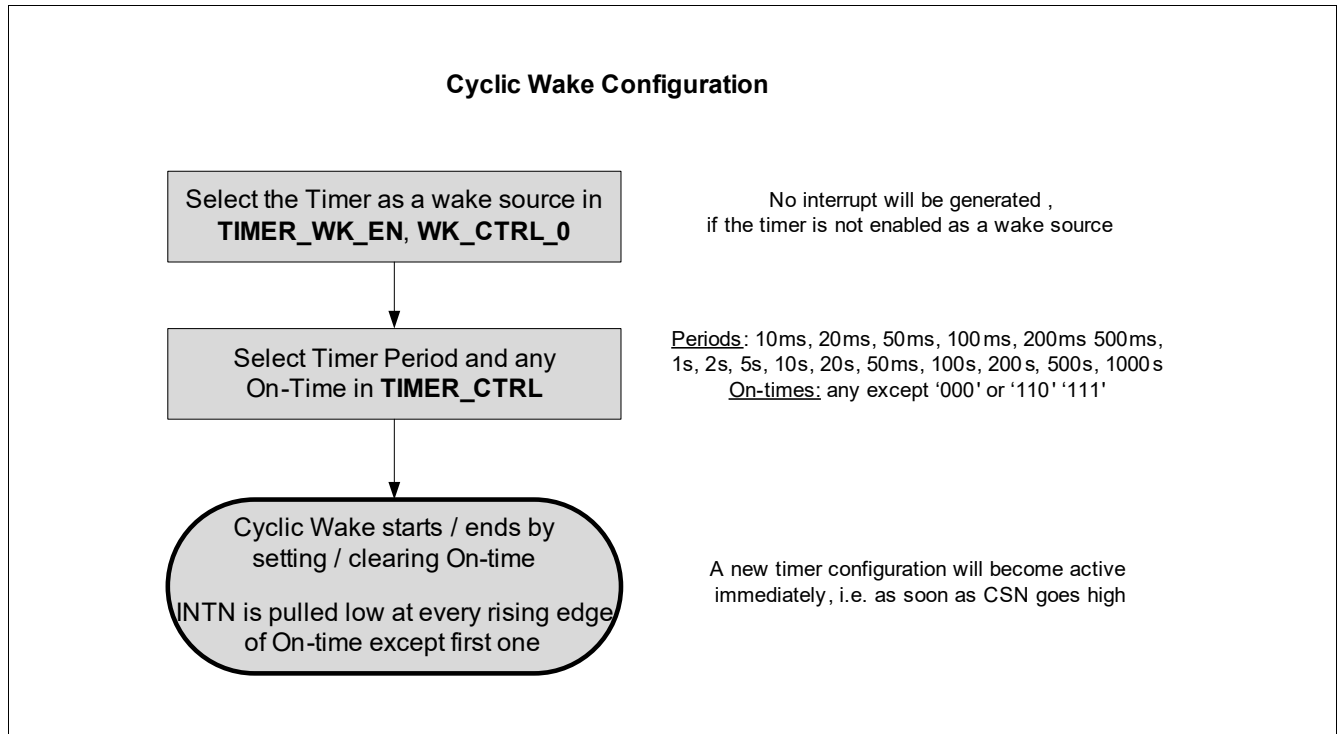 Cyclic Wake Configuration
Select the Timer as a wake source in
TIMER_WK_EN, WK_CTRL_0
No interrupt will be generated ,
if the timer is not enabled as a wake source
Select Timer Period and any
On-Time in TIMER_CTRL
Periods: 10ms, 20ms, 50ms, 100ms, 200ms 500ms,
1s, 2s, 5s, 10s, 20s, 50ms, 100s, 200s, 500s, 1000s
On-times: any except ‘000' or ‘110' ‘111'
Cyclic Wake starts / ends by
setting / clearing On-time
INTN is pulled low at every rising edge
of On-time except first one
A new timer configuration will become active
immediately, i.e. as soon as CSN goes high